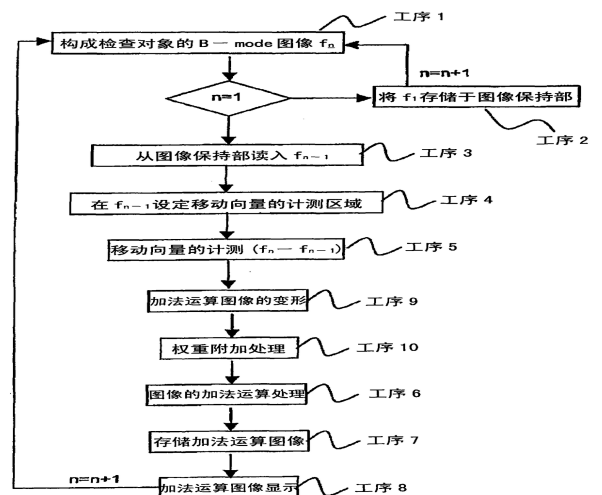 工序 1
构成检查对象的 B — mode 图像 fn
n=n+1
n=1
将 f1存储于图像保持部
工序 2
从图像保持部读入 fn－1
工序 3
在 fn－1设定移动向量的计测区域
工序 4
移动向量的计测 (fn — fn－1)
工序 5
加法运算图像的变形
工序 9
权重附加处理
工序 10
图像的加法运算处理
工序 6
存储加法运算图像
工序 7
n=n+1
加法运算图像显示
工序 8